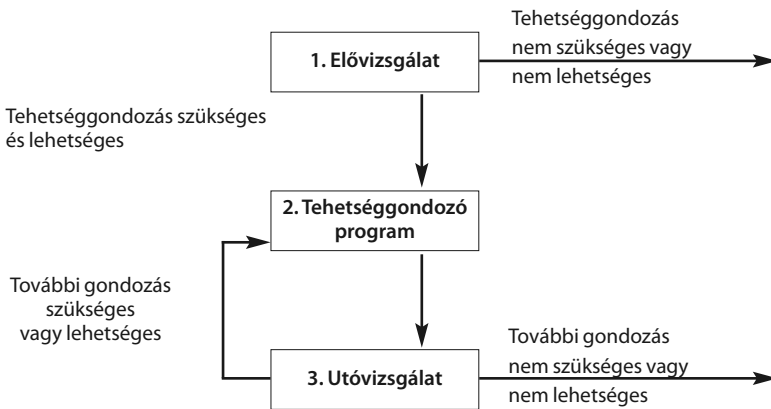 Tehetséggondozás
nem szükséges vagy
nem lehetséges
1. Elővizsgálat
Tehetséggondozás szükséges
és lehetséges
2. Tehetséggondozó
program
További gondozás
szükséges
vagy lehetséges
3. Utóvizsgálat
További gondozás
nem szükséges vagy
nem lehetséges